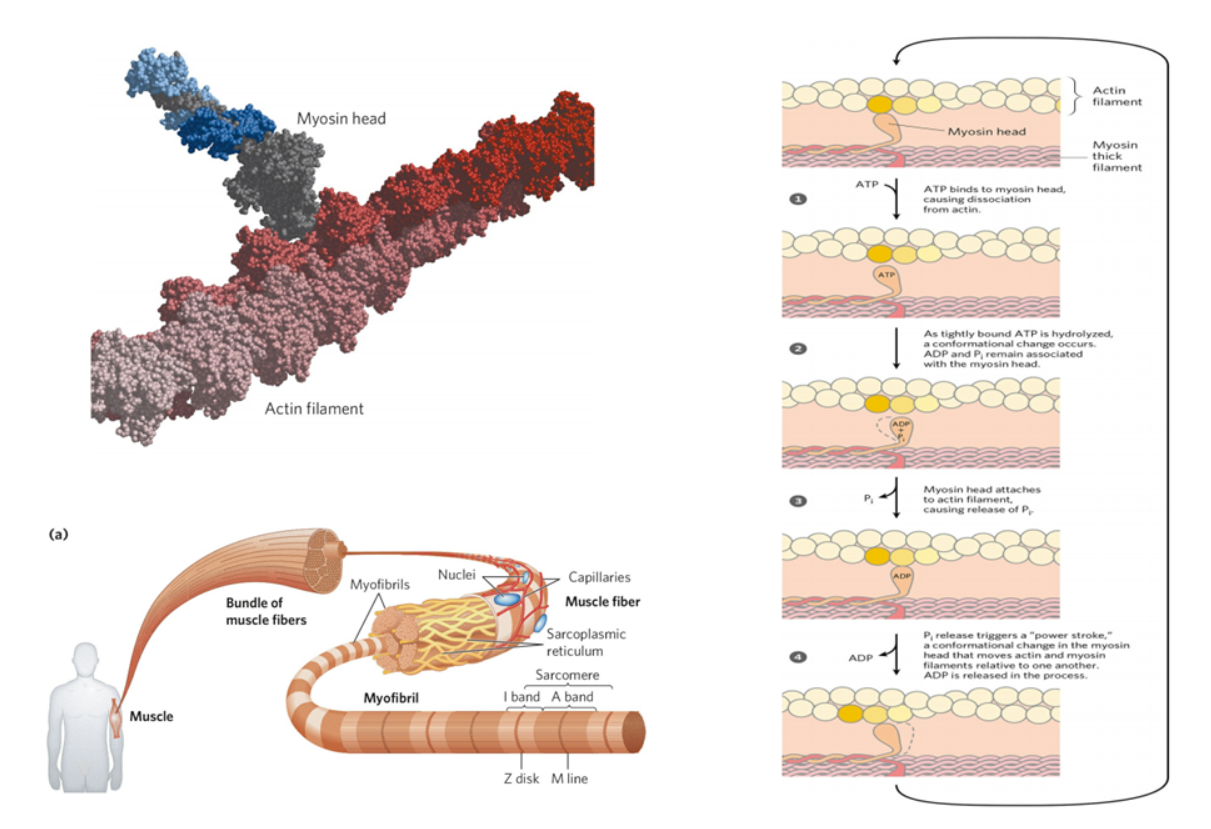 Myosin head
Actin filament
(a)
Nuclei
Capillaries
Myofibrils
Muscle fiber
Bundle of
muscle fibers
Sarcoplasmic
reticulum
Sarcomere
Myofibril
I band
A band
Muscle
Z disk
M line
Actin
filament
Myosin head
Myosin
thick
filament
ATP
1
ATP binds to myosin head,
causing dissociation
from actin.
ATP
2
As tightly bound ATP is hydrolyzed,
a conformational change occurs.
ADP and Pi remain associated
with the myosin head.
ADP
+
Pi
Pi
3
Myosin head attaches
to actin filament,
causing release of Pi.
ADP
ADP
4
Pi release triggers a “power stroke,”
a conformational change in the myosin
head that moves actin and myosin
filaments relative to one another.
ADP is released in the process.